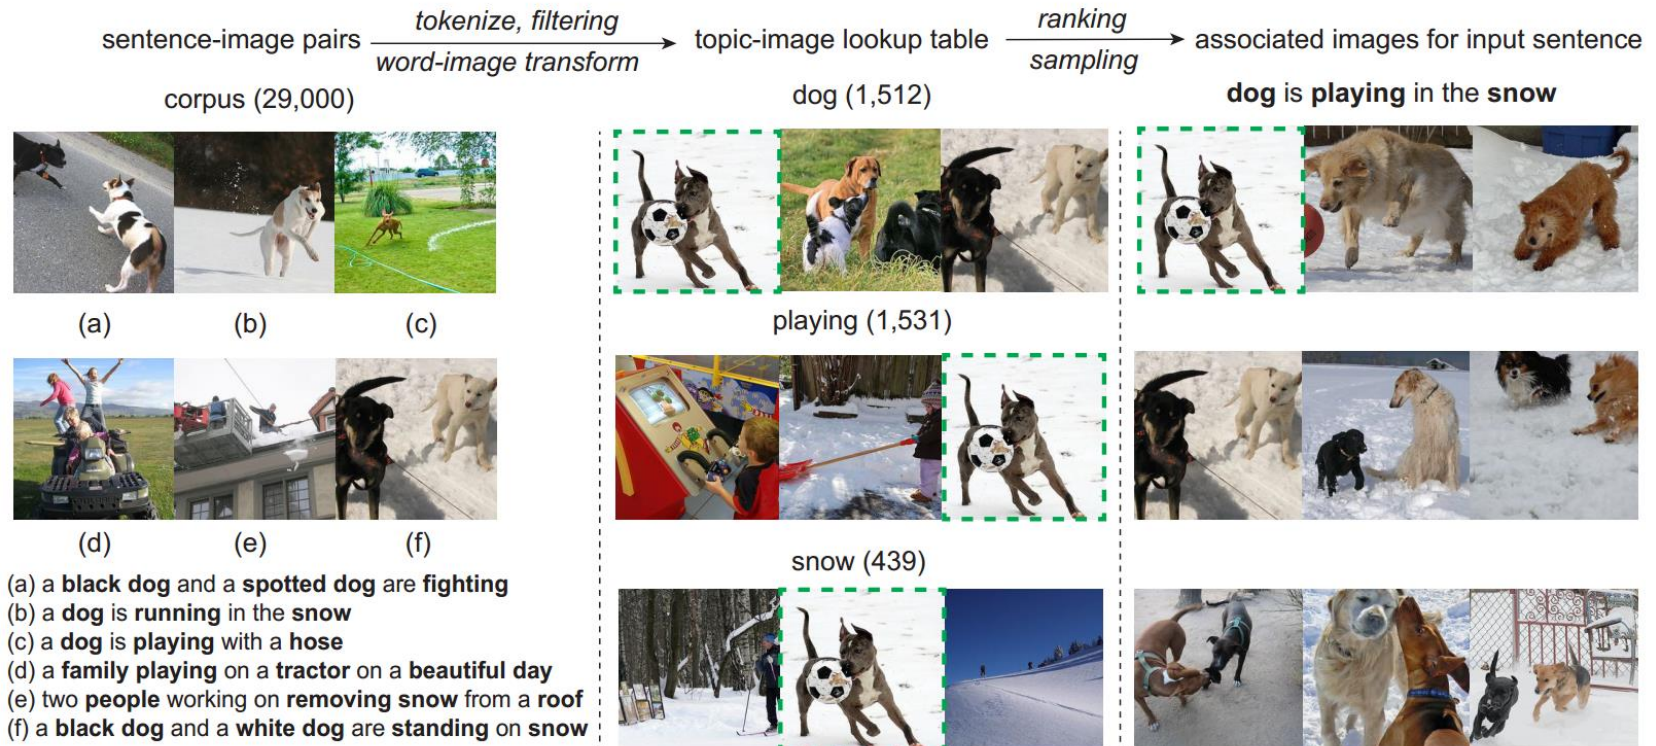 sentence-image pairs
tokenize, filtering
word-image transform
topic-image lookup table
ranking
sampling
associated images for input sentence
corpus (29,000)
dog (1,512)
dog is playing in the snow
(a)
(b)
(c)
playing (1,531)
(d)
(e)
(f)
snow (439)
(a) a black dog and a spotted dog are fighting
(b) a dog is running in the snow
(c) a dog is playing with a hose
(d) a family playing on a tractor on a beautiful day
(e) two people working on removing snow from a roof
(f) a black dog and a white dog are standing on snow